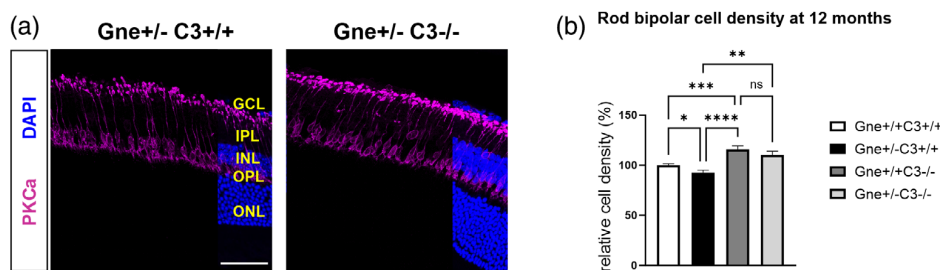 (a)
Gne+/- C3+/+
Gne+/- C3-/-
PKCa
DAPI
GCL
IPL
INL
OPL
ONL
(b)
Rod bipolar cell density at 12 months
relative cell density (%)
150
100
50
0
**
***
ns
*
****
Gne+/+C3+/+
Gne+/-C3+/+
Gne+/+C3-/-
Gne+/-C3-/-